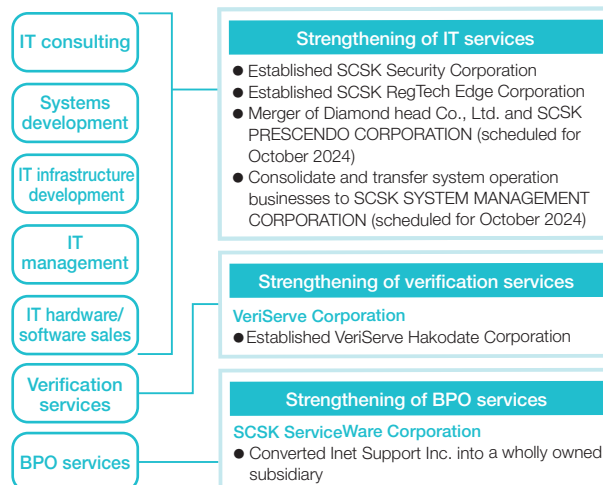 IT consulting
Systems
development
IT infrastructure
development
IT
management
IT hardware/
software sales
Verification
services
BPO services
Strengthening of IT services
● Established SCSK Security Corporation
● Established SCSK RegTech Edge Corporation
● Merger of Diamond head Co., Ltd. and SCSK
PRESCENDO CORPORATION (scheduled for
October 2024)
● Consolidate and transfer system operation
businesses to SCSK SYSTEM MANAGEMENT
CORPORATION (scheduled for October 2024)
Strengthening of verification services
VeriServe Corporation
● Established VeriServe Hakodate Corporation
Strengthening of BPO services
SCSK ServiceWare Corporation
● Converted Inet Support Inc. into a wholly owned
subsidiary